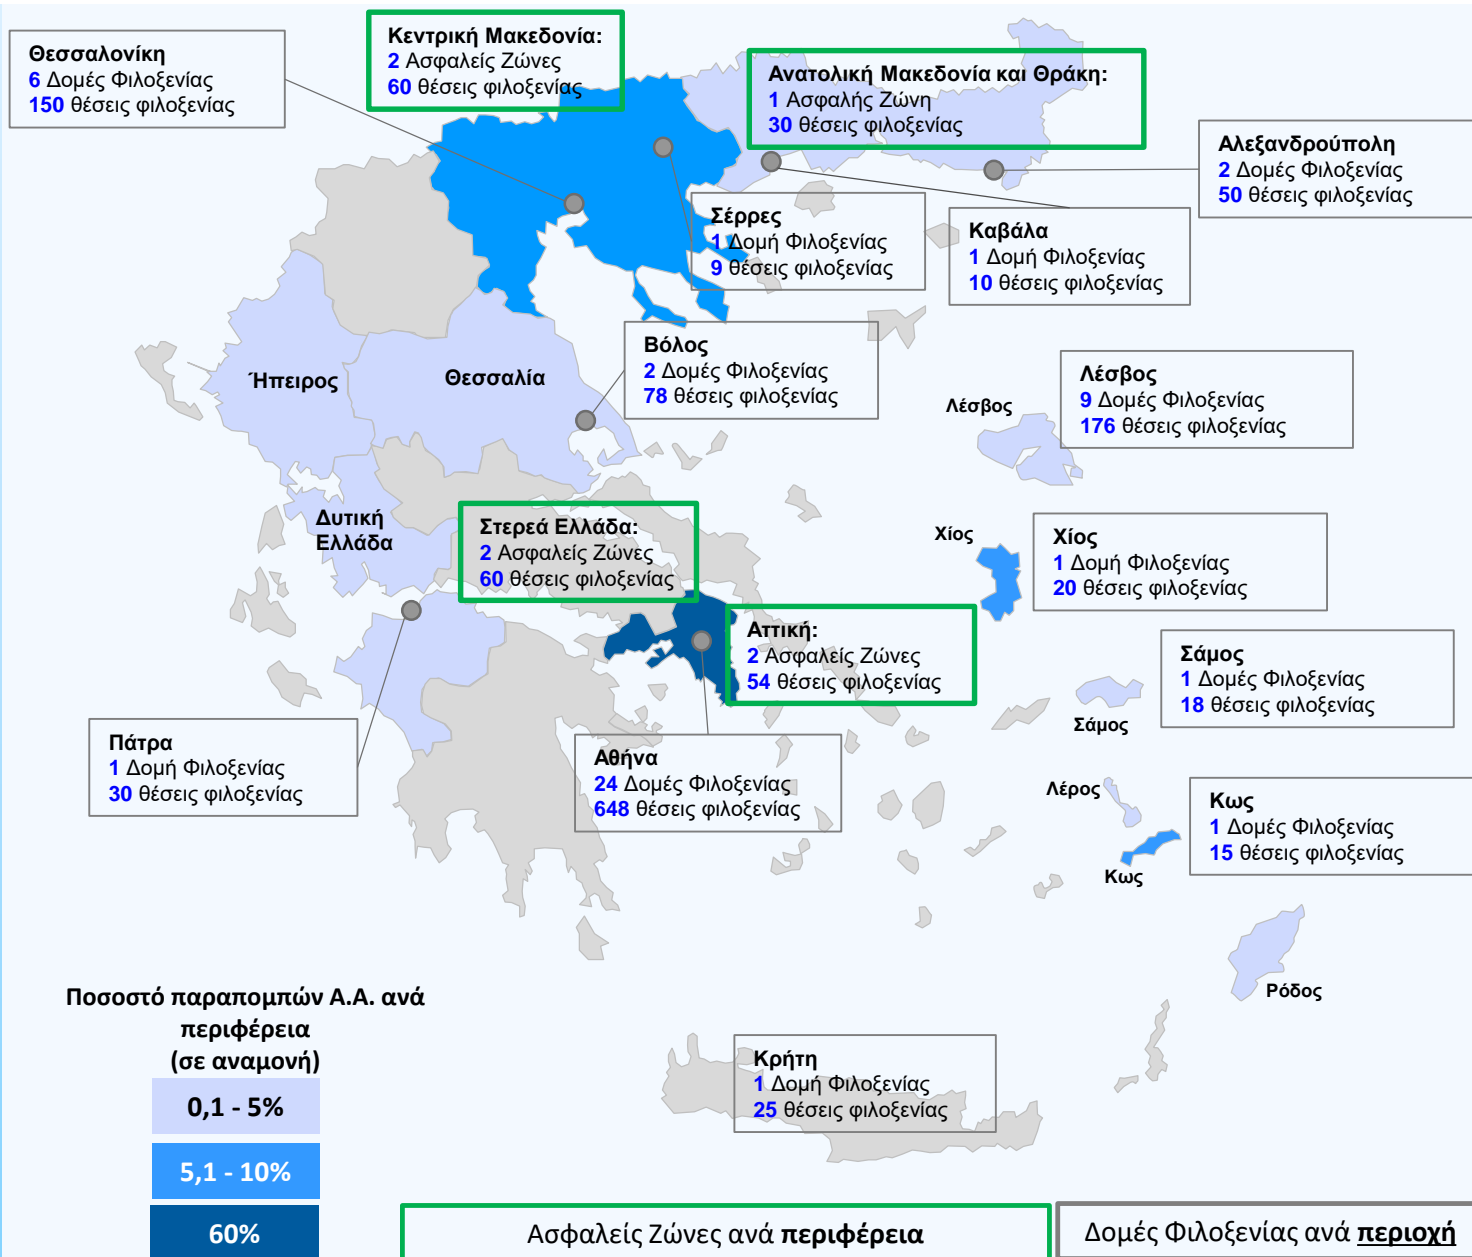 Θεσσαλονίκη
6 Δομές Φιλοξενίας
150 θέσεις φιλοξενίας
Κεντρική Μακεδονία:
2 Ασφαλείς Ζώνες
60 θέσεις φιλοξενίας
Ανατολική Μακεδονία και Θράκη:
1 Ασφαλής Ζώνη
30 θέσεις φιλοξενίας
Αλεξανδρούπολη
2 Δομές Φιλοξενίας
50 θέσεις φιλοξενίας
Σέρρες
1 Δομή Φιλοξενίας
9 θέσεις φιλοξενίας
Καβάλα
1 Δομή Φιλοξενίας
10 θέσεις φιλοξενίας
Βόλος
2 Δομές Φιλοξενίας
78 θέσεις φιλοξενίας
Ήπειρος
Θεσσαλία
Λέσβος
Λέσβος
9 Δομές Φιλοξενίας
176 θέσεις φιλοξενίας
Δυτική
Ελλάδα
Στερεά Ελλάδα:
2 Ασφαλείς Ζώνες
60 θέσεις φιλοξενίας
Χίος
Χίος
1 Δομή Φιλοξενίας
20 θέσεις φιλοξενίας
Αττική:
2 Ασφαλείς Ζώνες
54 θέσεις φιλοξενίας
Σάμος
1 Δομές Φιλοξενίας
18 θέσεις φιλοξενίας
Σάμος
Πάτρα
1 Δομή Φιλοξενίας
30 θέσεις φιλοξενίας
Αθήνα
24 Δομές Φιλοξενίας
648 θέσεις φιλοξενίας
Λέρος
Κως
1 Δομές Φιλοξενίας
15 θέσεις φιλοξενίας
Κως
Ρόδος
Ποσοστό παραπομπών Α.Α. ανά
περιφέρεια
(σε αναμονή)
0,1 - 5%
5,1 - 10%
60%
Κρήτη
1 Δομή Φιλοξενίας
25 θέσεις φιλοξενίας
Ασφαλείς Ζώνες ανά περιφέρεια
Δομές Φιλοξενίας ανά περιοχή